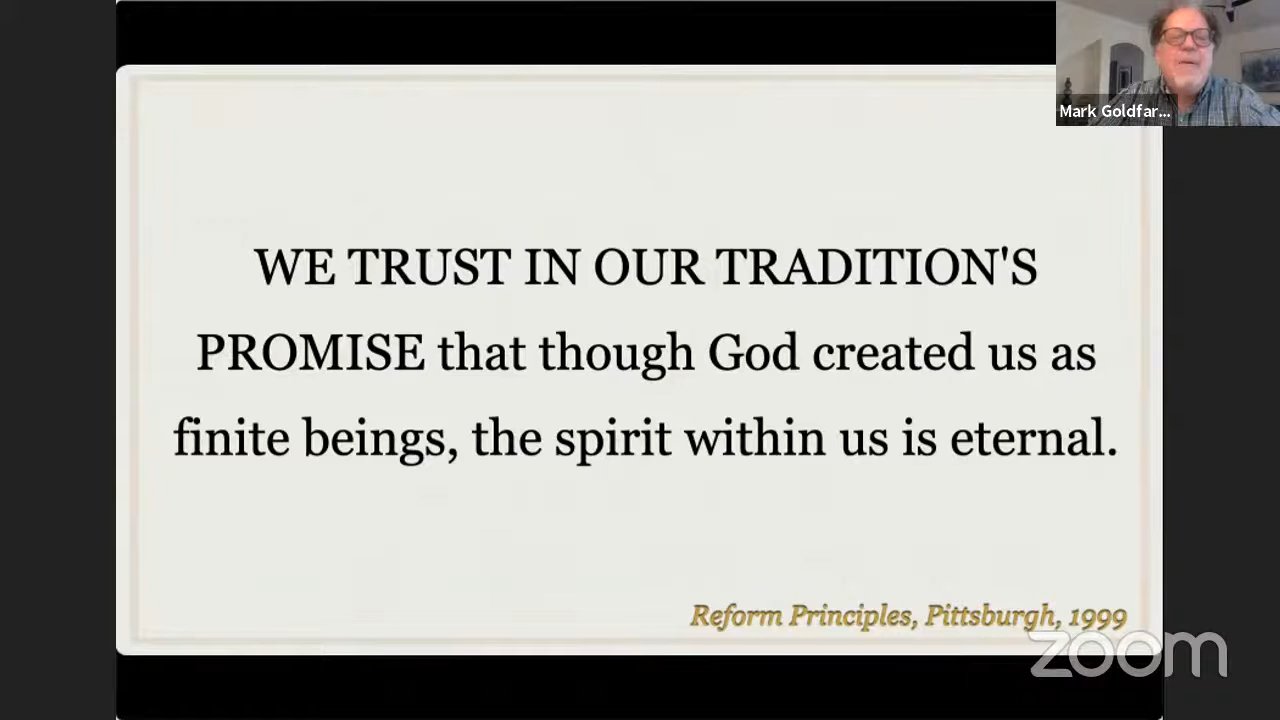 Mark Goldfar...
WE TRUST IN OUR TRADITION'S
PROMISE that though God created us as
finite beings, the spirit within us is eternal.
Reform Principles, Pittsburgh, 1999
zoom